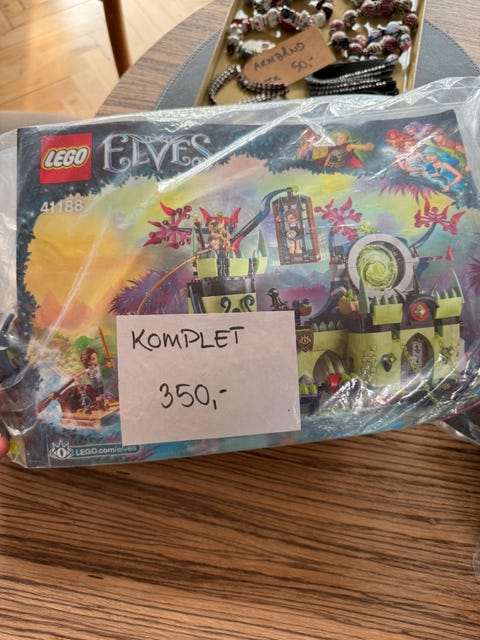 ARMBÅND
50,-
LEGO ELVES
41188
KOMPLET
350,-
LEGO.com/elves